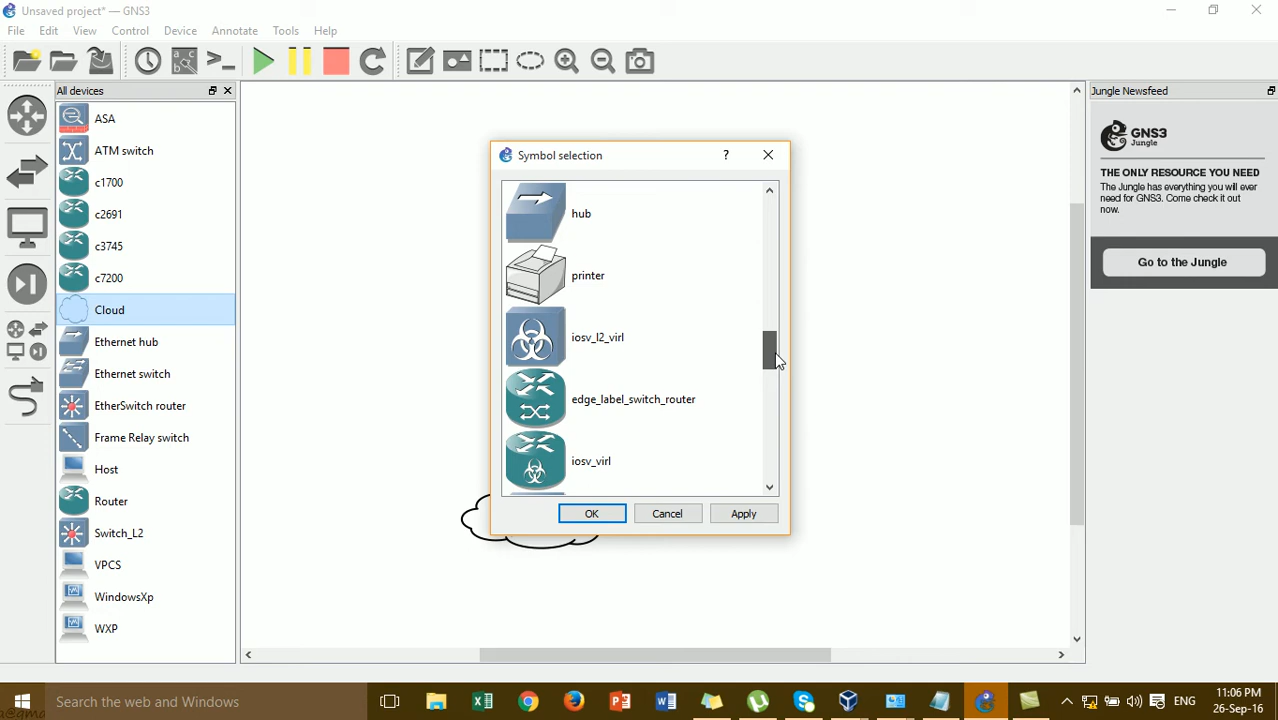 Unsaved project* — GNS3
File Edit View Control Device Annotate Tools Help
All devices
ASA
ATM switch
c1700
c2691
c3745
c7200
Cloud
Ethernet hub
Ethernet switch
EtherSwitch router
Frame Relay switch
Host
Router
Switch_L2
VPCS
WindowsXp
WXP
Symbol selection
?
hub
printer
iosv_l2_virl
edge_label_switch_router
iosv_virl
OK Cancel Apply
Jungle Newsfeed
GNS3
Jungle
THE ONLY RESOURCE YOU NEED
The Jungle has everything you will ever
need for GNS3. Come check it out
now.
Go to the Jungle
Search the web and Windows
ENG
11:06 PM
26-Sep-16